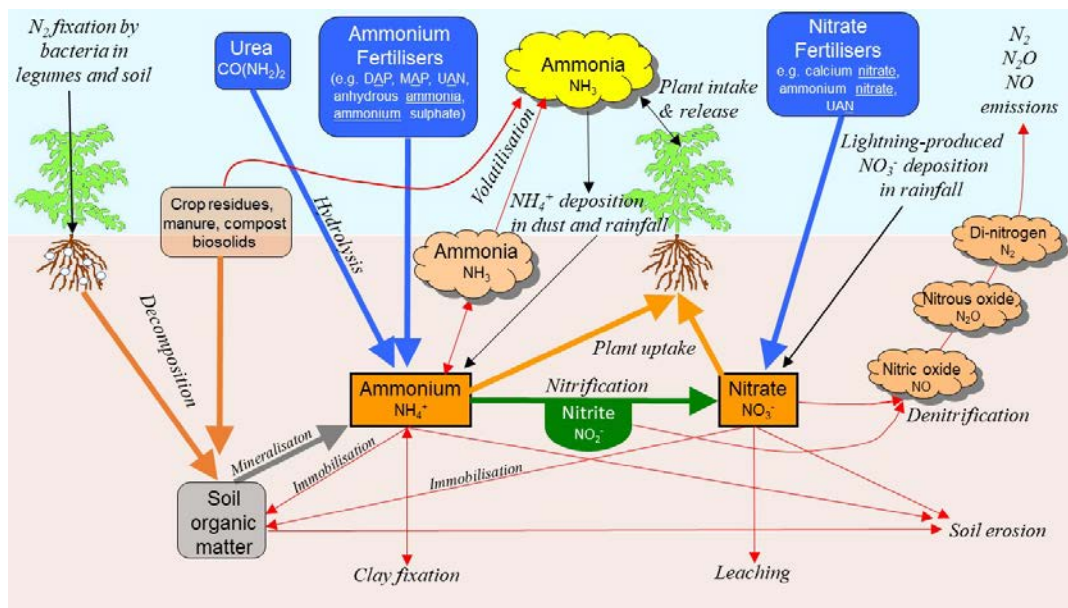 N2 fixation by
bacteria in
legumes and soil
Urea
CO(NH2)2
Ammonium
Fertilisers
(e.g. DAP, MAP, UAN,
anhydrous ammonia,
ammonium sulphate)
Ammonia
NH3
Plant intake
& release
Nitrate
Fertilisers
e.g. calcium nitrate,
ammonium nitrate,
UAN
N2
N2O
NO
emissions
Lightning-produced
NO3- deposition
in rainfall
Volatilisation
Hydrolysis
Crop residues,
manure, compost
biosolids
NH4+ deposition
in dust and rainfall
Ammonia
NH3
Di-nitrogen
N2
Nitrous oxide
N2O
Nitric oxide
NO
Decomposition
Plant uptake
Ammonium
NH4+
Nitrification
Nitrite
NO2-
Nitrate
NO3-
Denitrification
Mineralisaton
Immobilisation
Immobilisation
Soil
organic
matter
Soil erosion
Clay fixation
Leaching